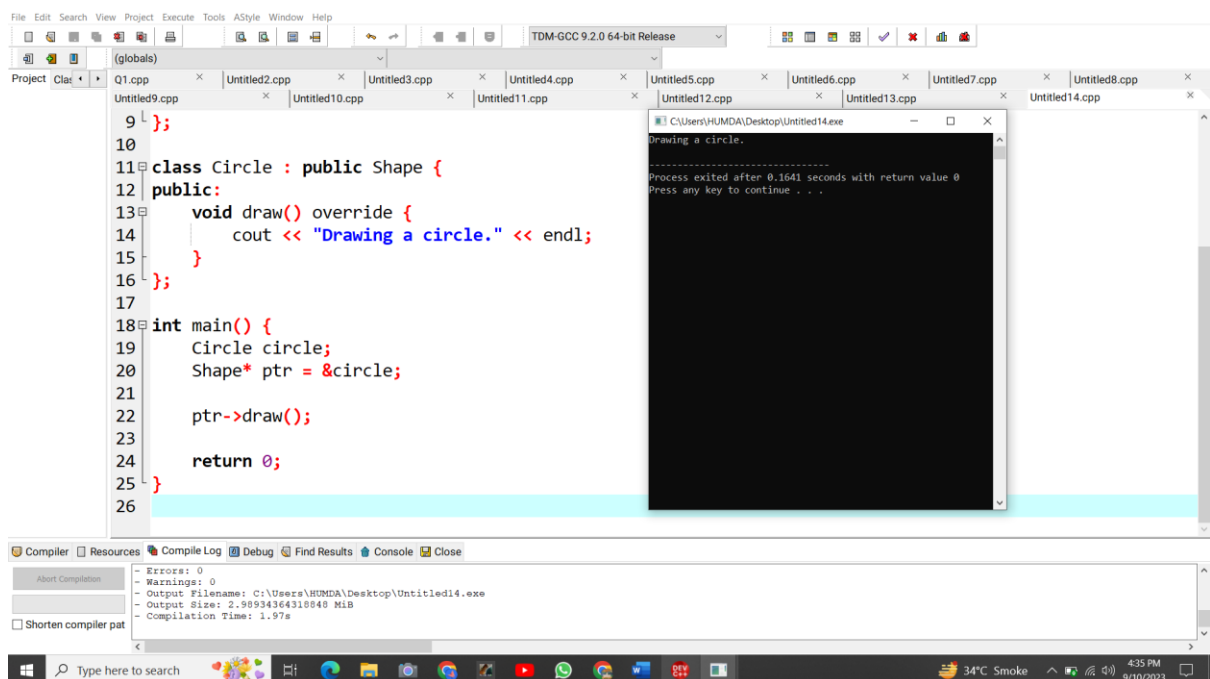 File Edit Search View Project Execute Tools AStyle Window Help
TDM-GCC 9.2.0 64-bit Release
(globals)
Project Clas
Q1.cpp Untitled2.cpp Untitled3.cpp Untitled4.cpp Untitled5.cpp Untitled6.cpp Untitled7.cpp Untitled8.cpp
Untitled9.cpp Untitled10.cpp Untitled11.cpp Untitled12.cpp Untitled13.cpp Untitled14.cpp
9 };
10
11 class Circle : public Shape {
12 public:
13 void draw() override {
14 cout << "Drawing a circle." << endl;
15 }
16 };
17
18 int main() {
19 Circle circle;
20 Shape* ptr = &circle;
21
22 ptr->draw();
23
24 return 0;
25 }
26
C:\Users\HUMDA\Desktop\Untitled14.exe
Drawing a circle.
--------------------------------
Process exited after 0.1641 seconds with return value 0
Press any key to continue . . .
Compiler Resources Compile Log Debug Find Results Console Close
Abort Compilation
Shorten compiler pat
- Errors: 0
- Warnings: 0
- Output Filename: C:\Users\HUMDA\Desktop\Untitled14.exe
- Output Size: 2.98934364318848 MiB
- Compilation Time: 1.97s
Type here to search
DEV C++
34°C Smoke
4:35 PM
9/10/2023